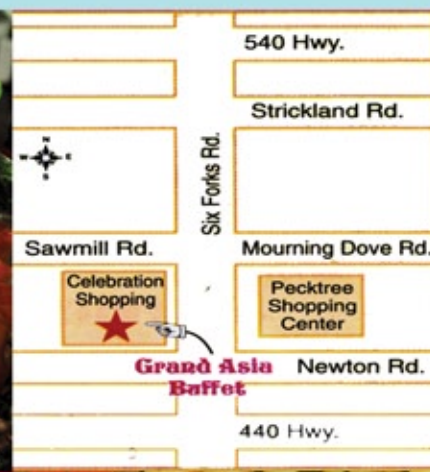 540 Hwy.
Strickland Rd.
Six Forks Rd.
N
W E
S
Sawmill Rd.
Mourning Dove Rd.
Celebration
Shopping
Pecktree
Shopping
Center
Grand Asia
Buffet
Newton Rd.
440 Hwy.